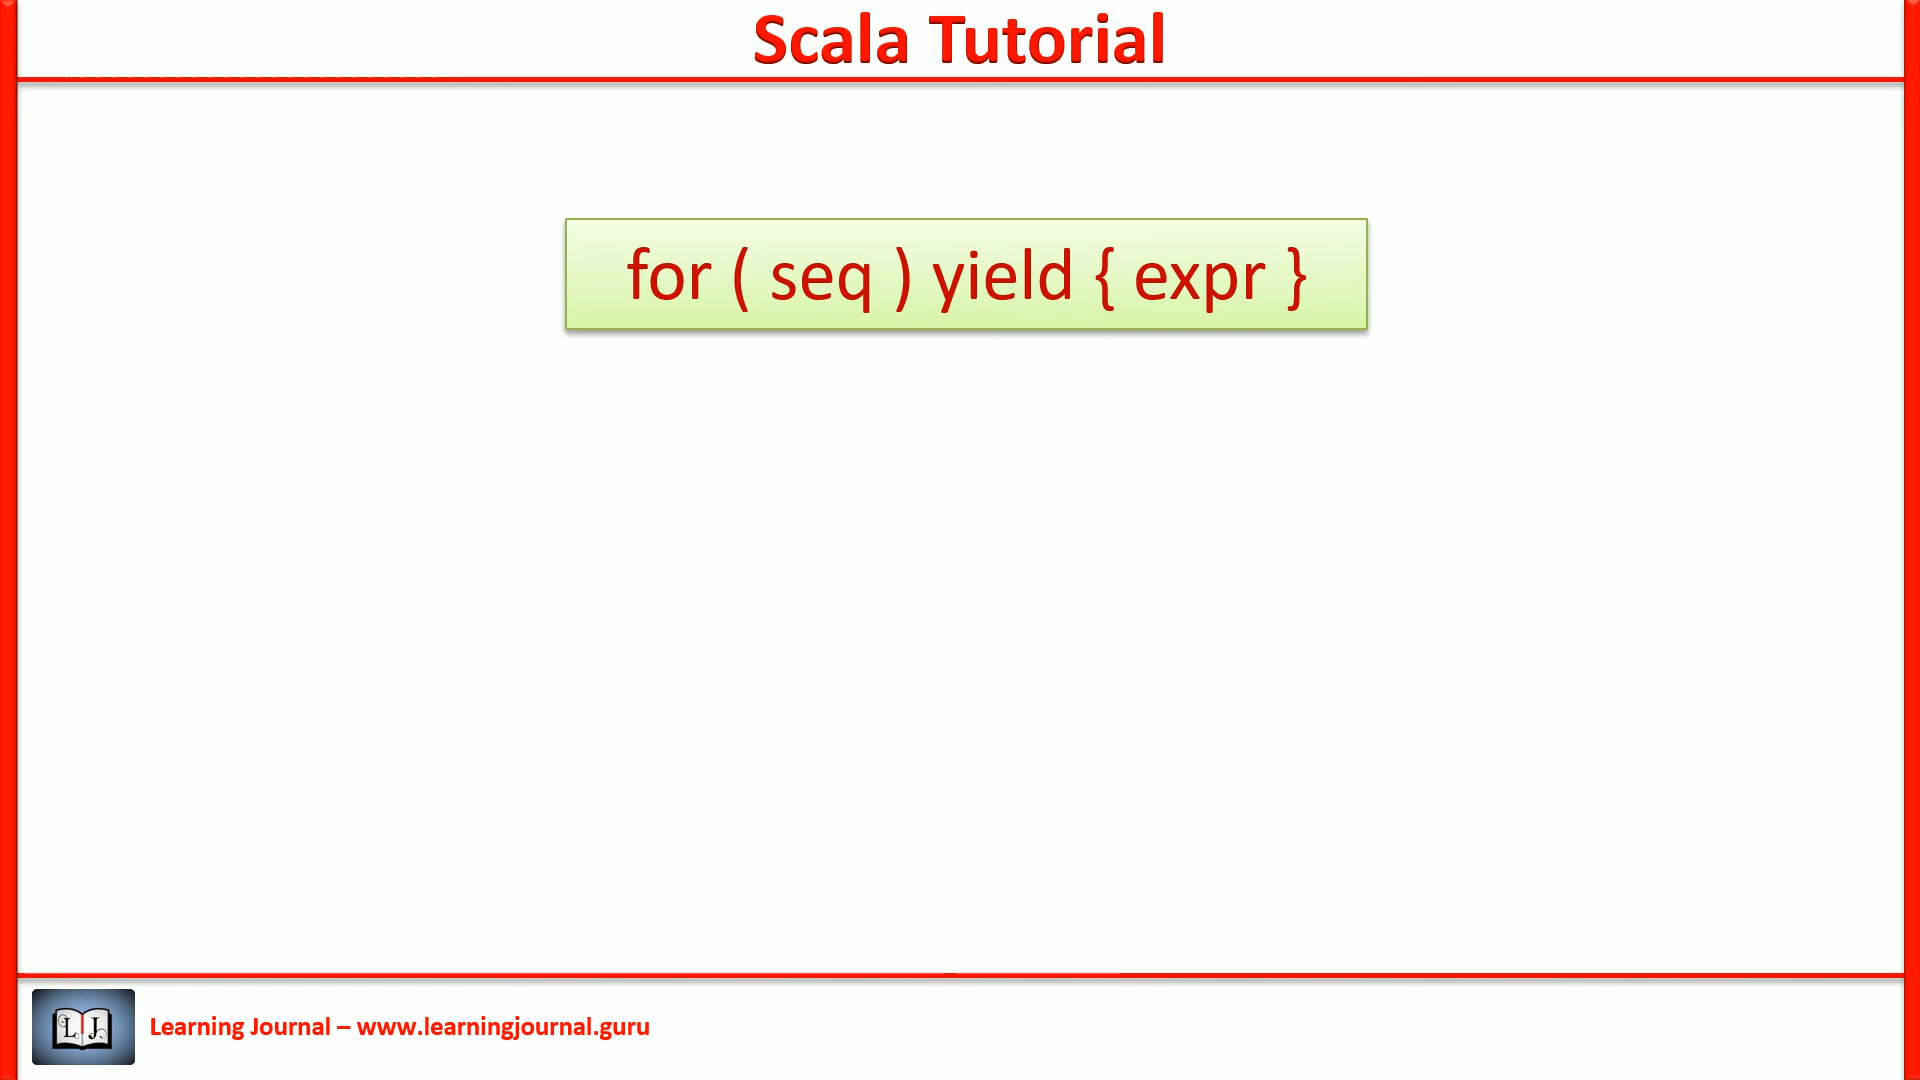 Scala Tutorial
for ( seq ) yield { expr }
L J
Learning Journal – www.learningjournal.guru